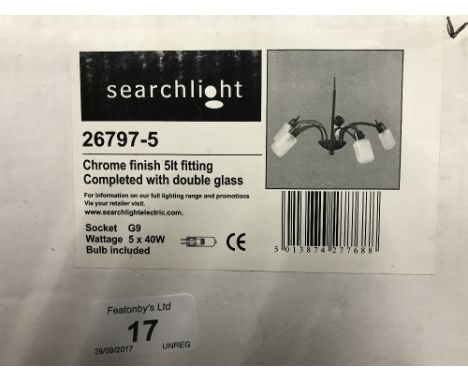 searchlight
26797-5
Chrome finish 5lt fitting
Completed with double glass
For information on our full lighting range and promotions
Via your retailer visit.
www.searchlightelectric.com.
Socket G9
Wattage 5 x 40W
Bulb included
CE
5 013874 277688
Featonby's Ltd
17
28/09/2017 UNREG